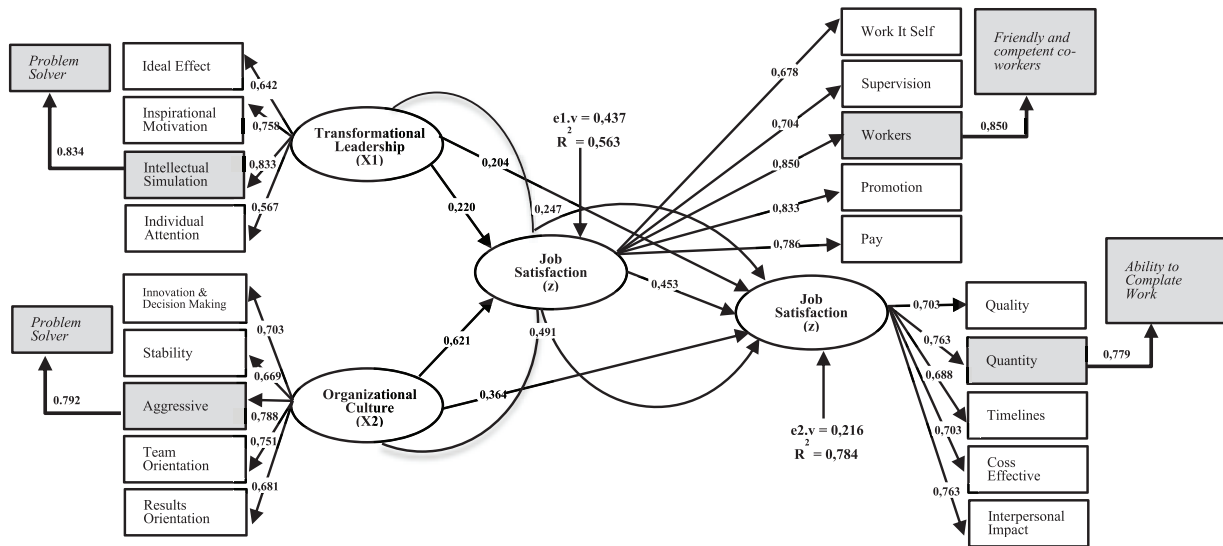 Problem
Solver
0.834
Ideal Effect
Inspirational
Motivation
Intellectual
Simulation
Individual
Attention
0,642
0,758
0,833
0,567
Transformational
Leadership
(X1)
Problem
Solver
0.792
Innovation &
Decision Making
Stability
Aggressive
Team
Orientation
Results
Orientation
0,703
0,669
0,788
0,751
0,681
Organizational
Culture
(X2)
0,204
0,220
0,247
0,621
0,364
0,491
0,453
e1.v = 0,437
R2 = 0,563
Job
Satisfaction
(z)
0,678
0,704
0,850
0,833
0,786
Work It Self
Supervision
Workers
Promotion
Pay
0,850
Friendly and
competent co-
workers
Job
Satisfaction
(z)
e2.v = 0,216
R2 = 0,784
0,703
0,763
0,688
0,703
0,763
Quality
Quantity
Timelines
Coss
Effective
Interpersonal
Impact
0,779
Ability to
Complate
Work